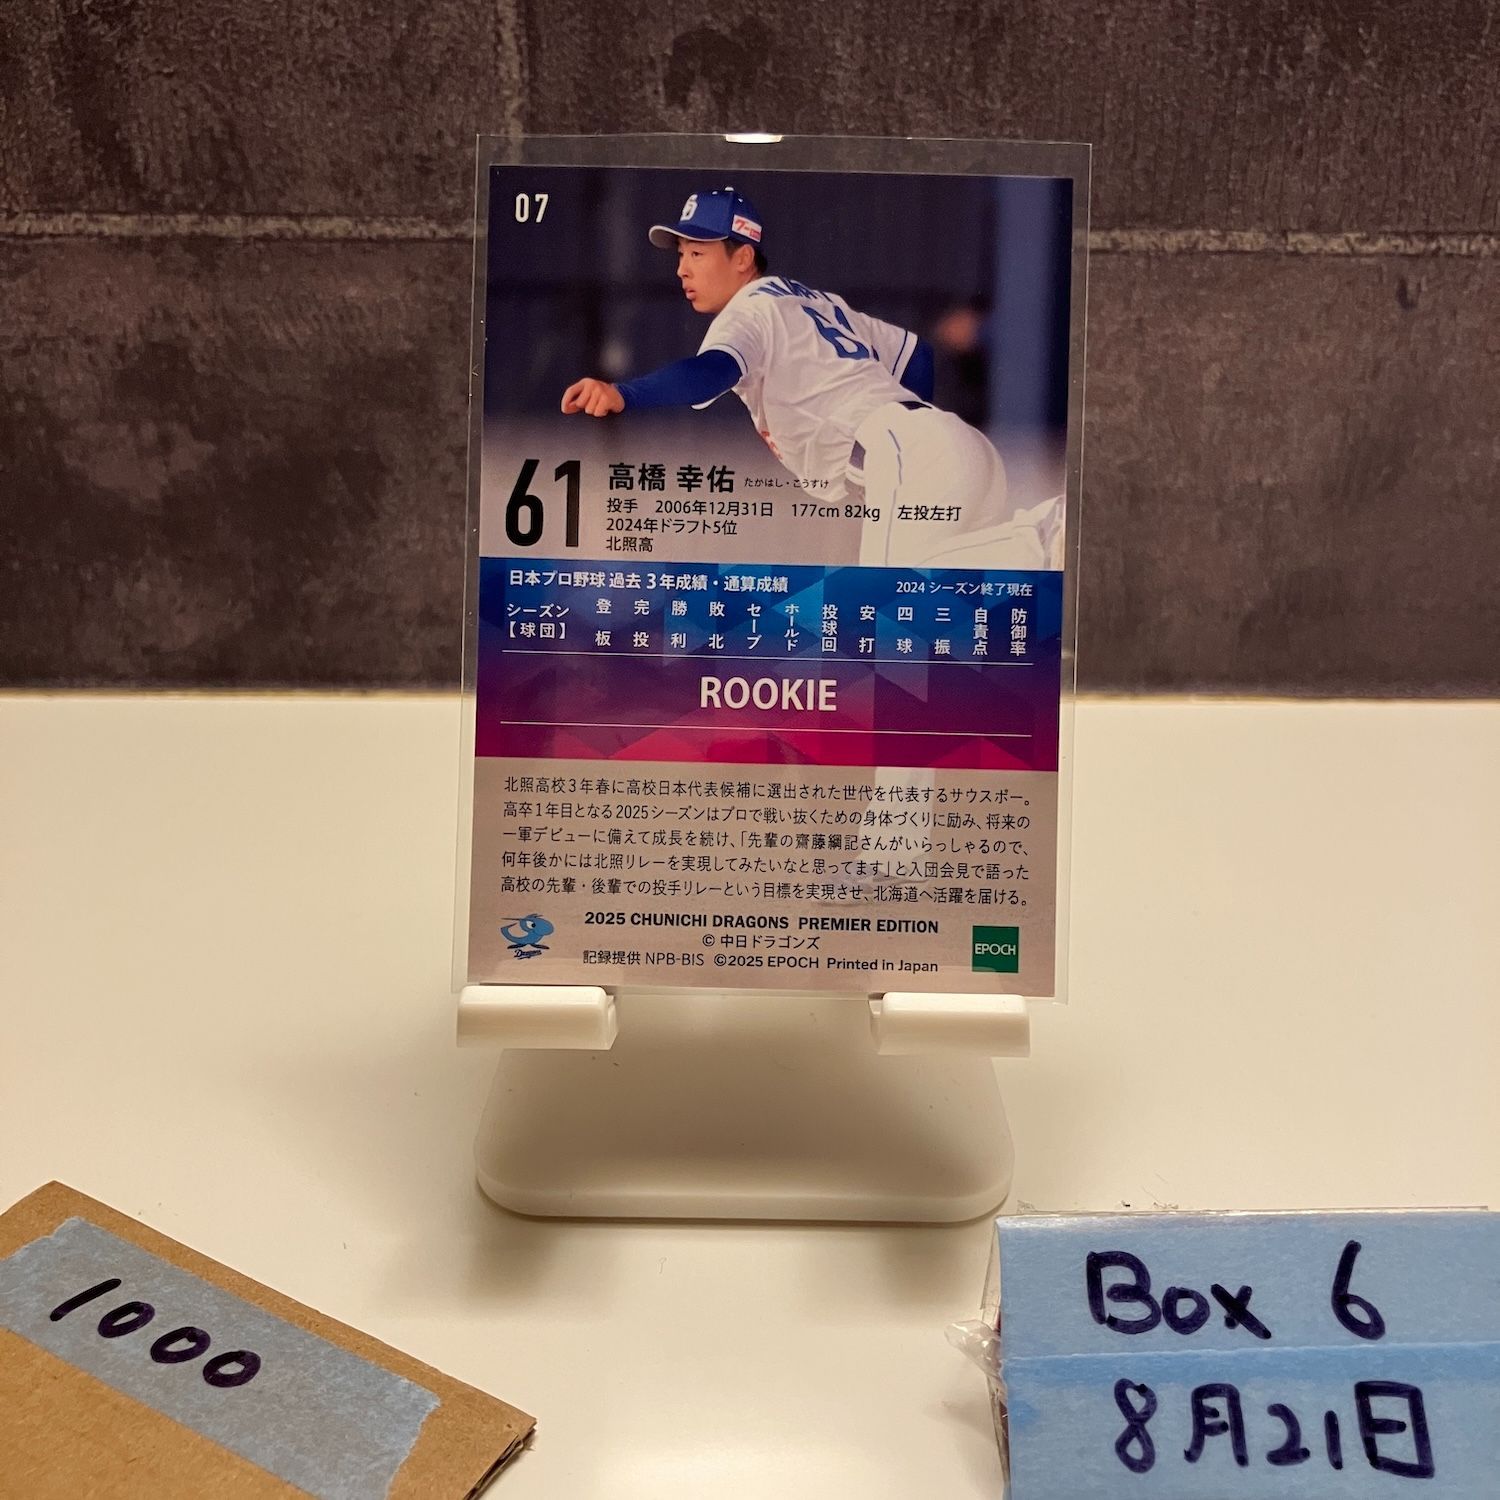 07
61
高橋 幸佑 たかはし・こうすけ
投手 2006年12月31日 177cm 82kg 左投左打
2024年ドラフト5位
北照高
日本プロ野球 過去 3年成績・通算成績 2024 シーズン終了現在
シーズン【球団】 登板 完投 勝利 敗北 セーブ ホールド 投球回 安打 四球 三振 自責点 防御率
ROOKIE
北照高校3年春に高校日本代表候補に選出された世代を代表するサウスポー。
高卒1年目となる2025シーズンはプロで戦い抜くための身体づくりに励み、将来の
一軍デビューに備えて成長を続け、「先輩の齋藤綱記さんがいらっしゃるので、
何年後かには北照リレーを実現してみたいなと思ってます」と入団会見で語った
高校の先輩・後輩での投手リレーという目標を実現させ、北海道へ活躍を届ける。
2025 CHUNICHI DRAGONS PREMIER EDITION
© 中日ドラゴンズ
記録提供 NPB-BIS ©2025 EPOCH Printed in Japan
Dragons
EPOCH
1000
Box 6
8月21日